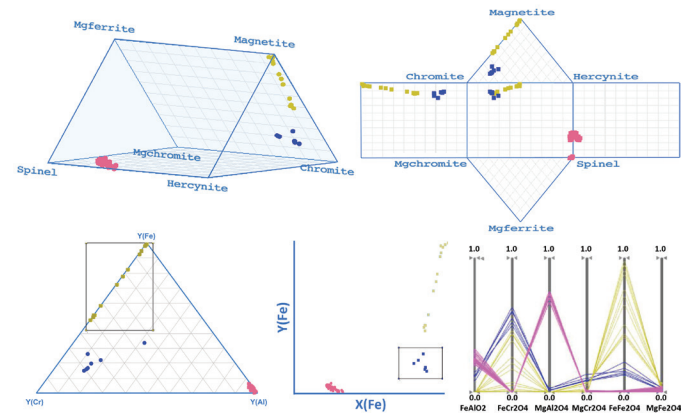 Mgferrite
Magnetite
Mgchromite
Spinel
Hercynite
Chromite
Magnetite
Chromite
Hercynite
Mgchromite
Spinel
Mgferrite
Y(Fe)
Y(Cr)
Y(Al)
Y(Fe)
X(Fe)
1.0 1.0 1.0 1.0 1.0 1.0
0.0 0.0 0.0 0.0 0.0 0.0
FeAlO2 FeCr2O4 MgAl2O4 MgCr2O4 FeFe2O4 MgFe2O4